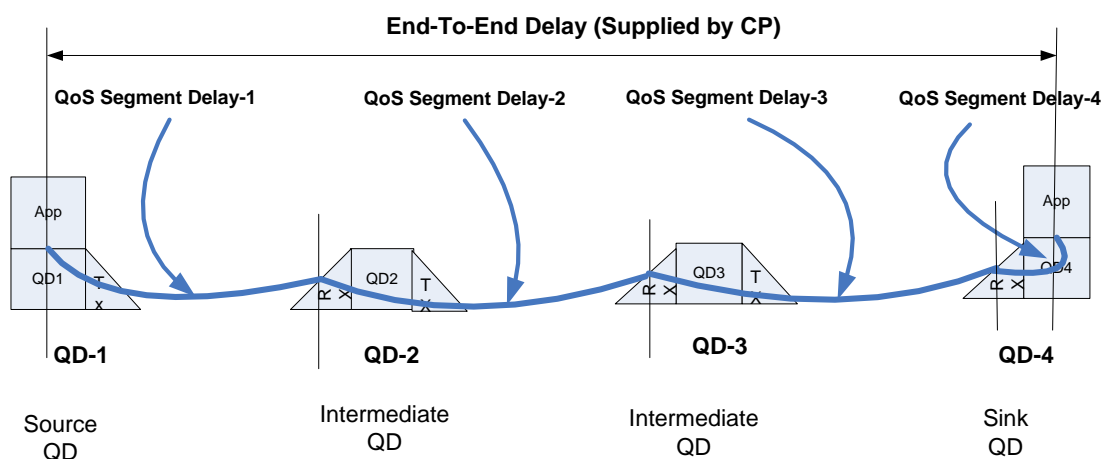 End-To-End Delay (Supplied by CP)
QoS Segment Delay-1
QoS Segment Delay-2
QoS Segment Delay-3
QoS Segment Delay-4
App
App
QD1
T
x
R
X
QD2
T
x
R
X
QD3
T
X
R
X
QD4
QD-1
QD-2
QD-3
QD-4
Source
QD
Intermediate
QD
Intermediate
QD
Sink
QD